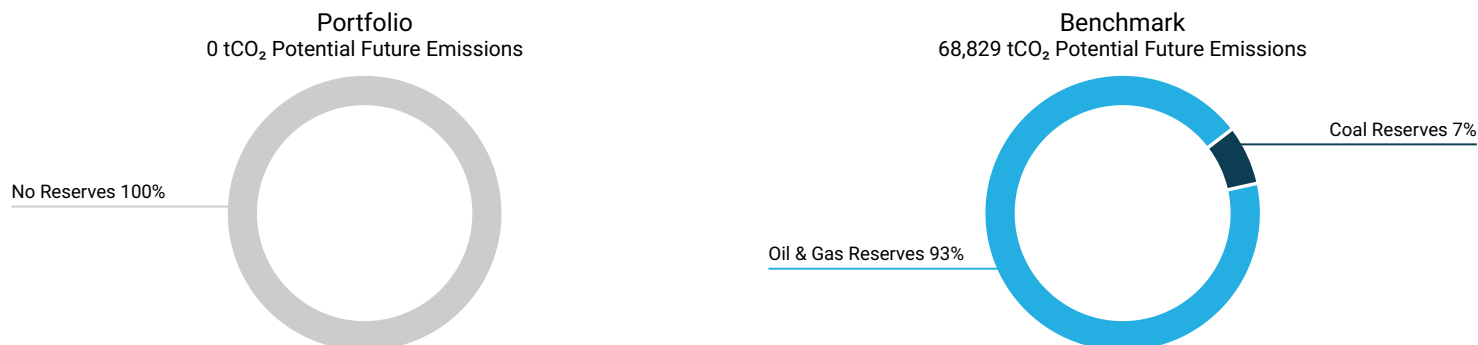 Portfolio
0 tCO₂ Potential Future Emissions
No Reserves 100%
Benchmark
68,829 tCO₂ Potential Future Emissions
Coal Reserves 7%
Oil & Gas Reserves 93%